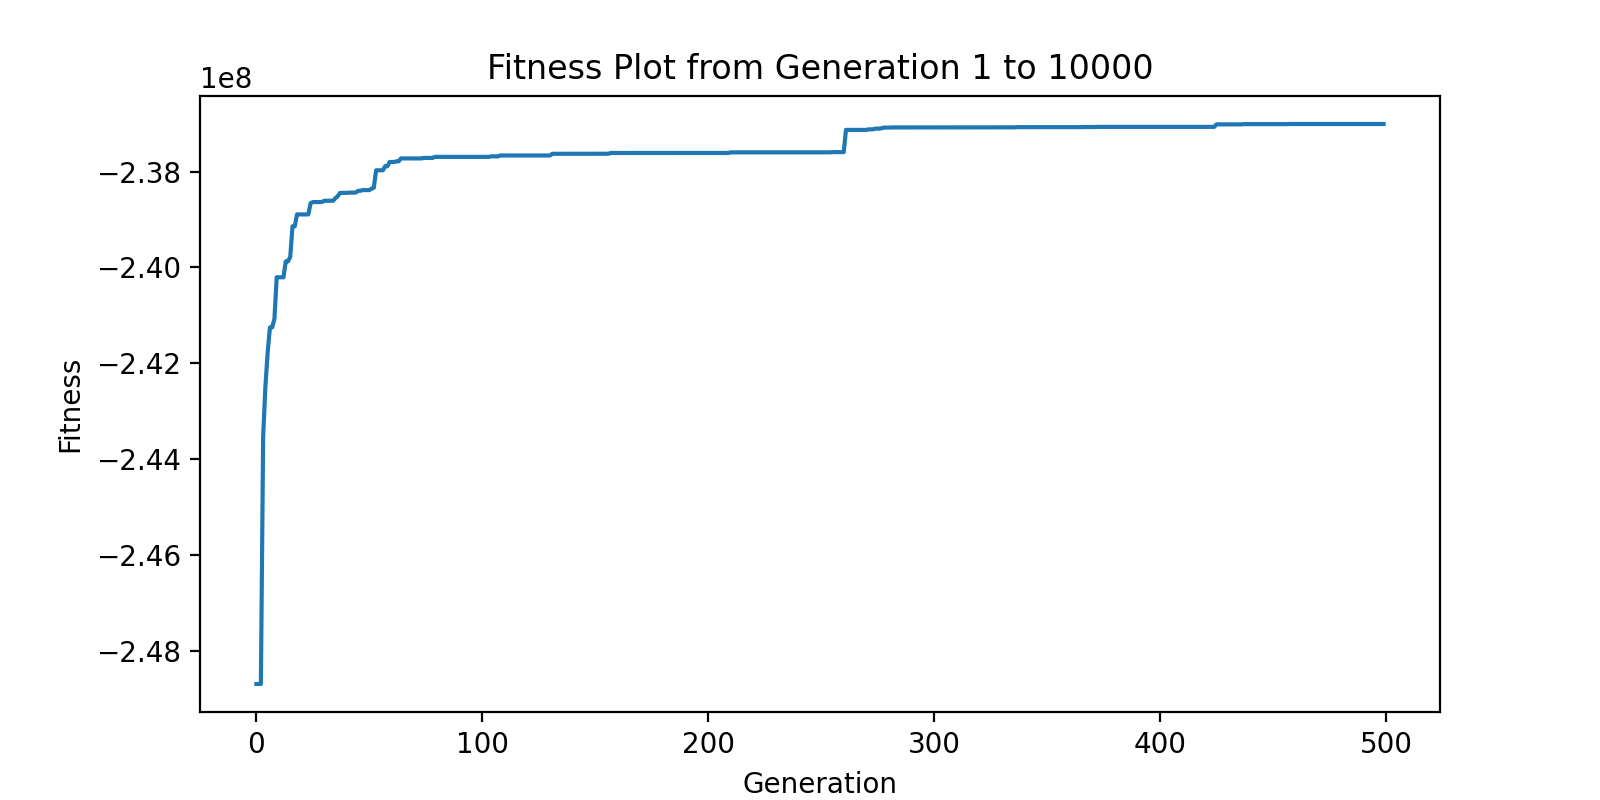 Fitness Plot from Generation 1 to 10000
1e8
−2.38
−2.40
−2.42
−2.44
−2.46
−2.48
Fitness
0 100 200 300 400 500
Generation